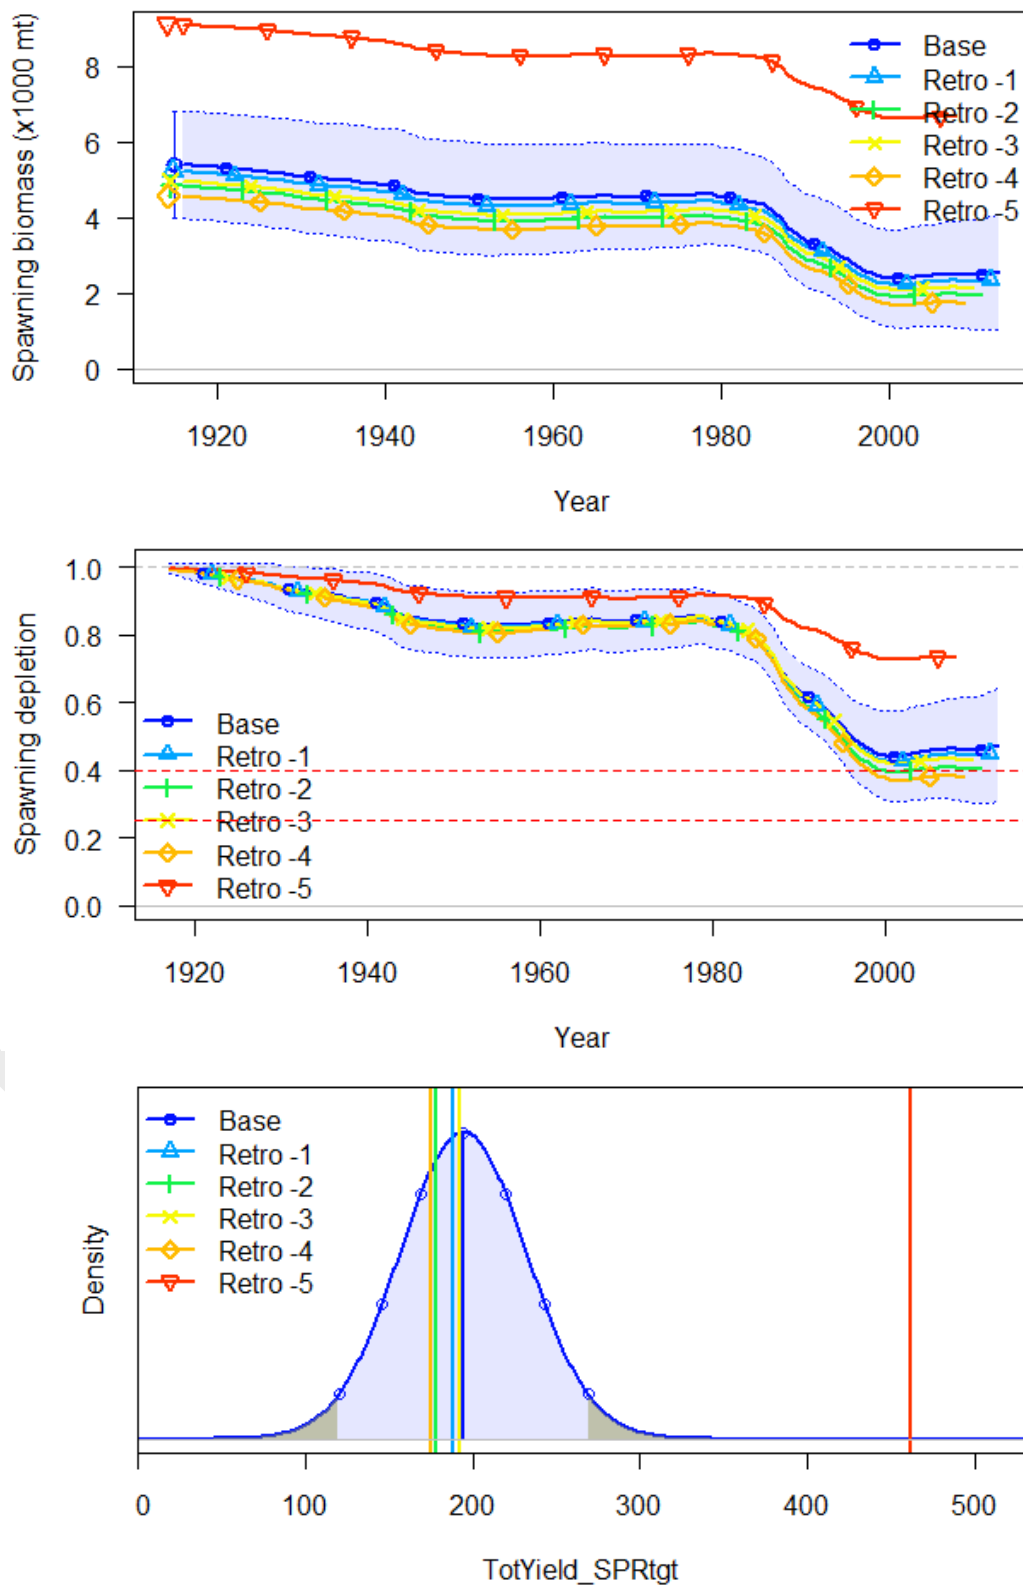 Spawning biomass (x1000 mt)
8
6
4
2
0
Base
Retro -1
Retro -2
Retro -3
Retro -4
Retro -5
1920 1940 1960 1980 2000
Year
Spawning depletion
1.0
0.8
0.6
0.4
0.2
0.0
Base
Retro -1
Retro -2
Retro -3
Retro -4
Retro -5
1920 1940 1960 1980 2000
Year
Density
Base
Retro -1
Retro -2
Retro -3
Retro -4
Retro -5
0 100 200 300 400 500
TotYield_SPRtgt